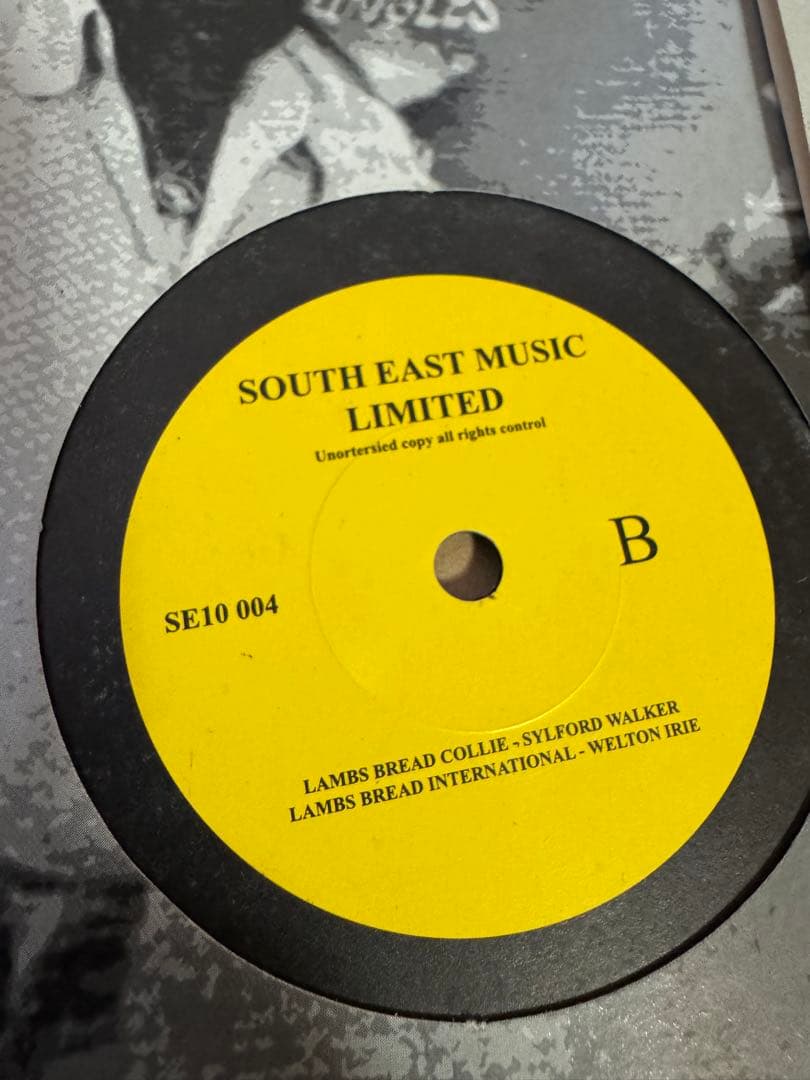 SOUTH EAST MUSIC
LIMITED
Unortersied copy all rights control
B
SE10 004
LAMBS BREAD COLLIE - SYLFORD WALKER
LAMBS BREAD INTERNATIONAL - WELTON IRIE